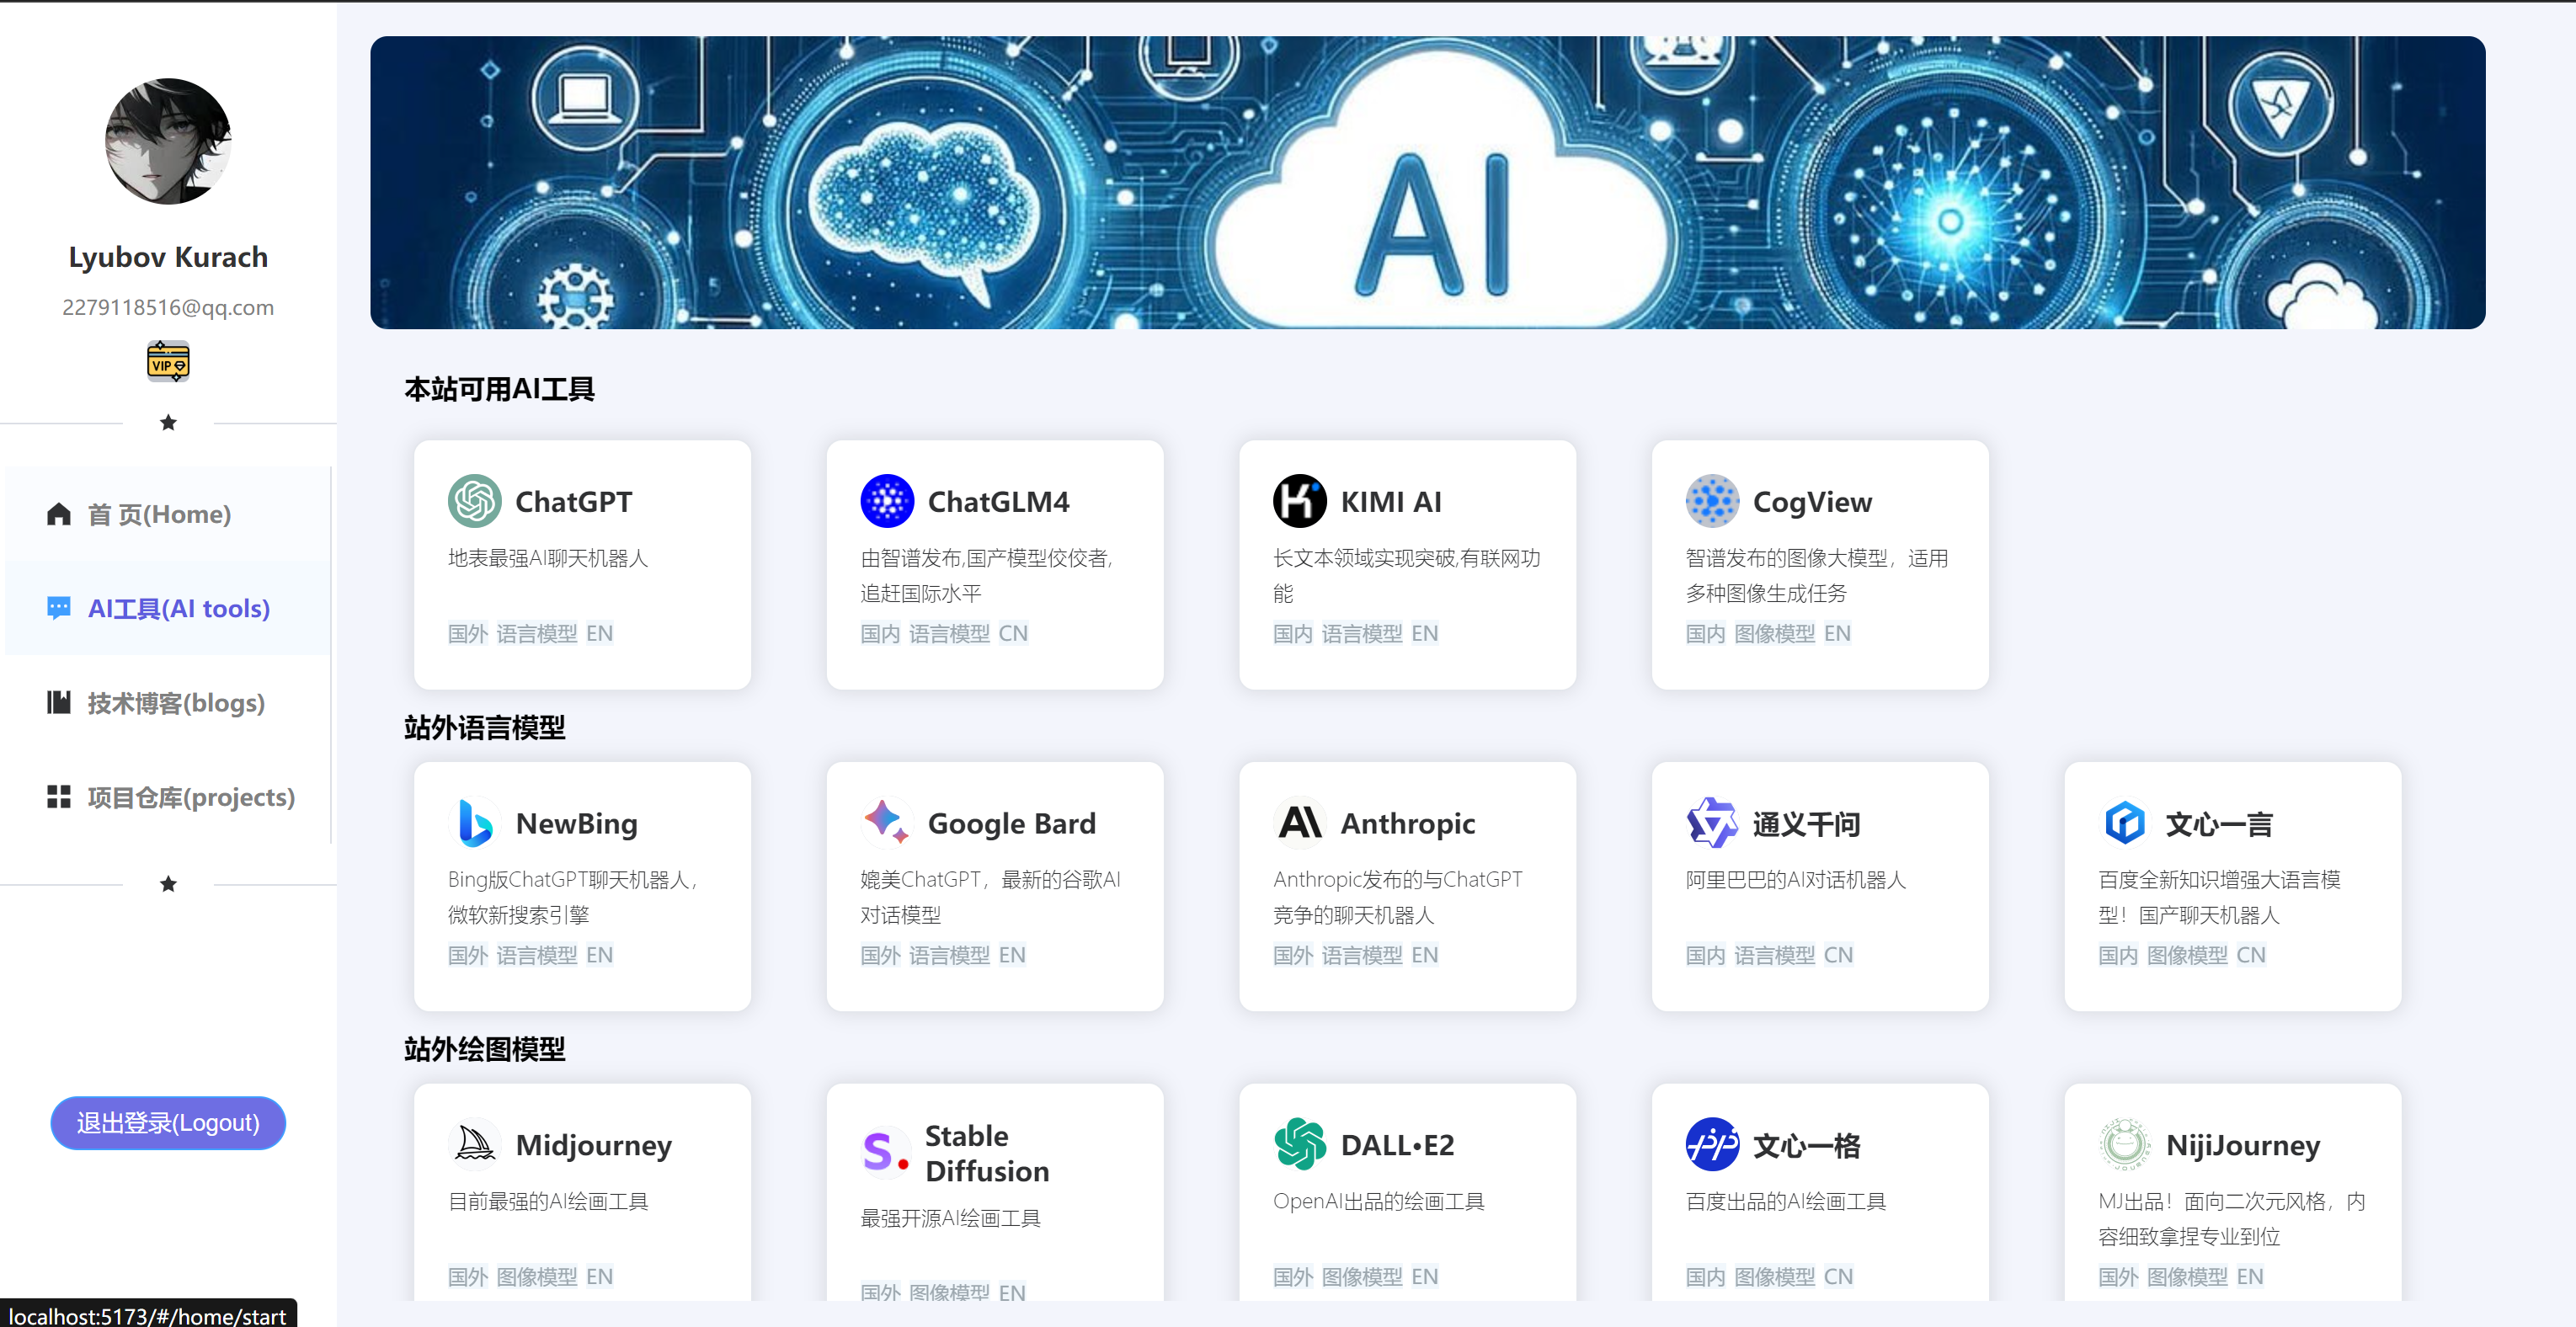 Lyubov Kurach
2279118516@qq.com
VIP
首 页(Home)
AI工具(AI tools)
技术博客(blogs)
项目仓库(projects)
退出登录(Logout)
localhost:5173/#/home/start
AI
本站可用AI工具
ChatGPT
地表最强AI聊天机器人
国外 语言模型 EN
ChatGLM4
由智谱发布,国产模型佼佼者,
追赶国际水平
国内 语言模型 CN
KIMI AI
长文本领域实现突破,有联网功
能
国内 语言模型 EN
CogView
智谱发布的图像大模型，适用
多种图像生成任务
国内 图像模型 EN
站外语言模型
NewBing
Bing版ChatGPT聊天机器人，
微软新搜索引擎
国外 语言模型 EN
Google Bard
媲美ChatGPT，最新的谷歌AI
对话模型
国外 语言模型 EN
Anthropic
Anthropic发布的与ChatGPT
竞争的聊天机器人
国外 语言模型 EN
通义千问
阿里巴巴的AI对话机器人
国内 语言模型 CN
文心一言
百度全新知识增强大语言模
型！国产聊天机器人
国内 图像模型 CN
站外绘图模型
Midjourney
目前最强的AI绘画工具
国外 图像模型 EN
Stable
Diffusion
最强开源AI绘画工具
国外 图像模型 EN
DALL•E2
OpenAI出品的绘画工具
国外 图像模型 EN
文心一格
百度出品的AI绘画工具
国内 图像模型 CN
NijiJourney
MJ出品！面向二次元风格，内
容细致拿捏专业到位
国外 图像模型 EN